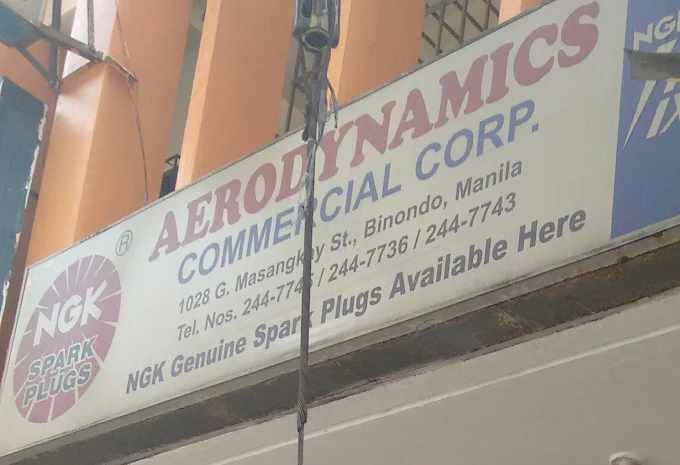 NGK
SPARK
PLUGS
®
AERODYNAMICS
COMMERCIAL CORP.
1028 G. St., Binondo, Manila
Tel. Nos. / 244-7736 / 244-7743
NGK Genuine Spark Plugs Available Here
NGK
IX